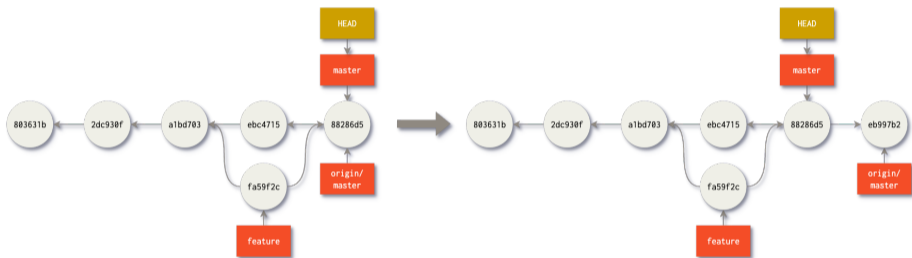 HEAD
master
803631b
2dc930f
a1bd703
ebc4715
88286d5
fa59f2c
origin/
master
feature
HEAD
master
803631b
2dc930f
a1bd703
ebc4715
88286d5
eb997b2
fa59f2c
origin/
master
feature